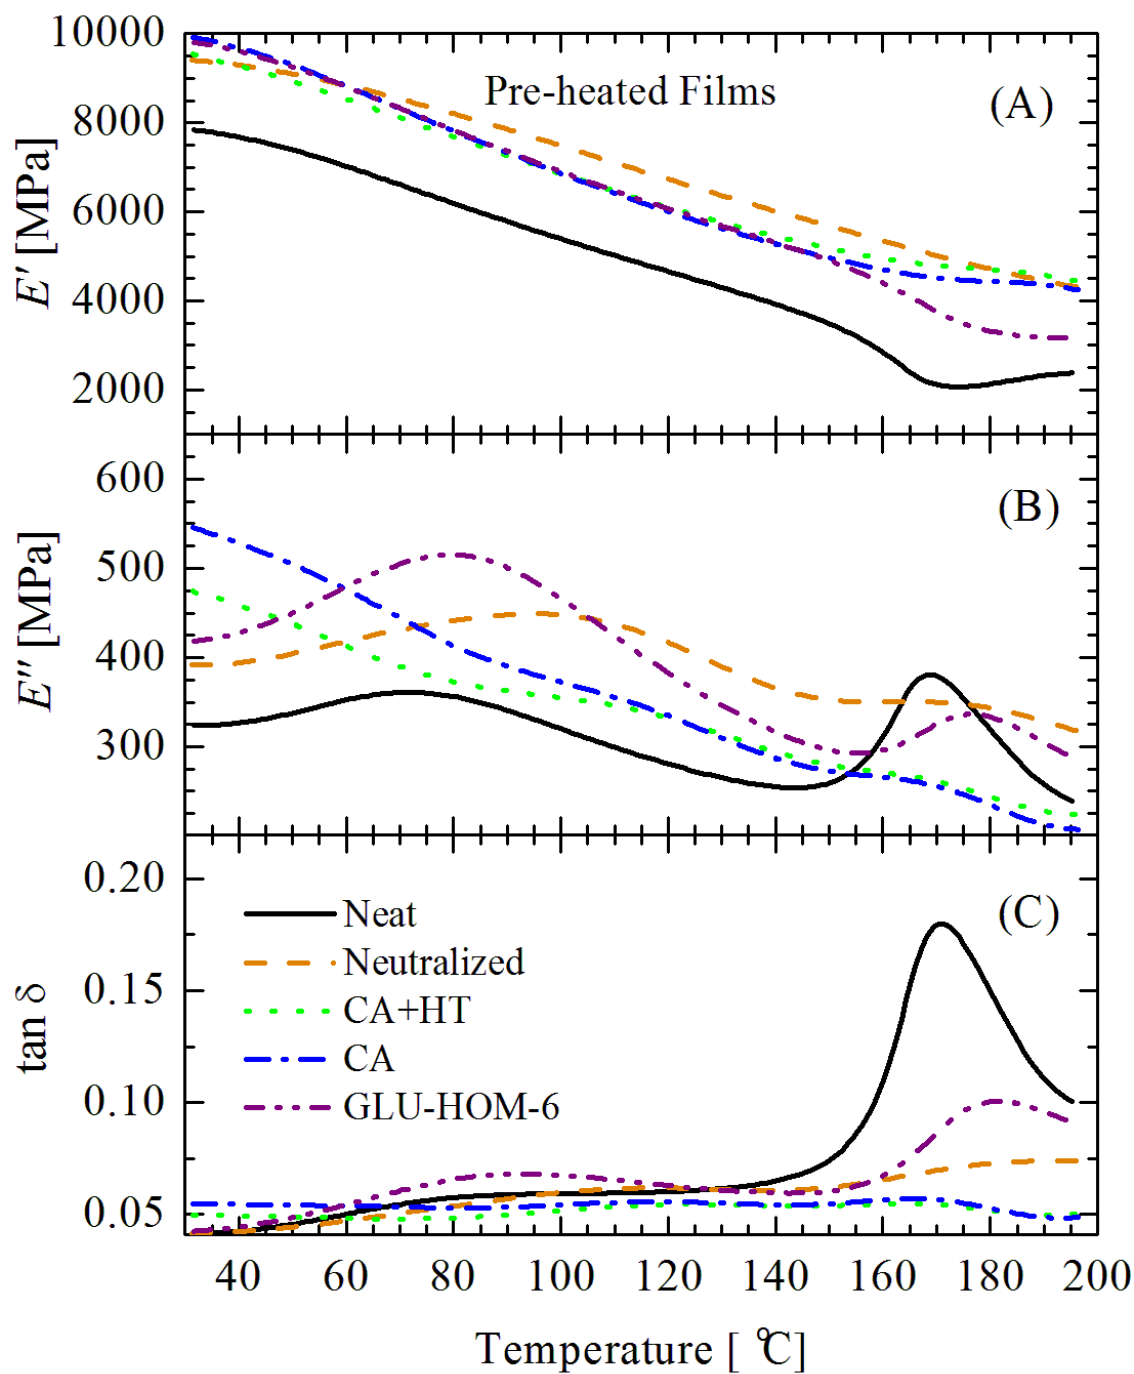 10000
8000
6000
4000
2000
E′ [MPa]
Pre-heated Films
(A)
600
500
400
300
E″ [MPa]
(B)
0.20
0.15
0.10
0.05
tan δ
(C)
Neat
Neutralized
CA+HT
CA
GLU-HOM-6
40 60 80 100 120 140 160 180 200
Temperature [ °C]